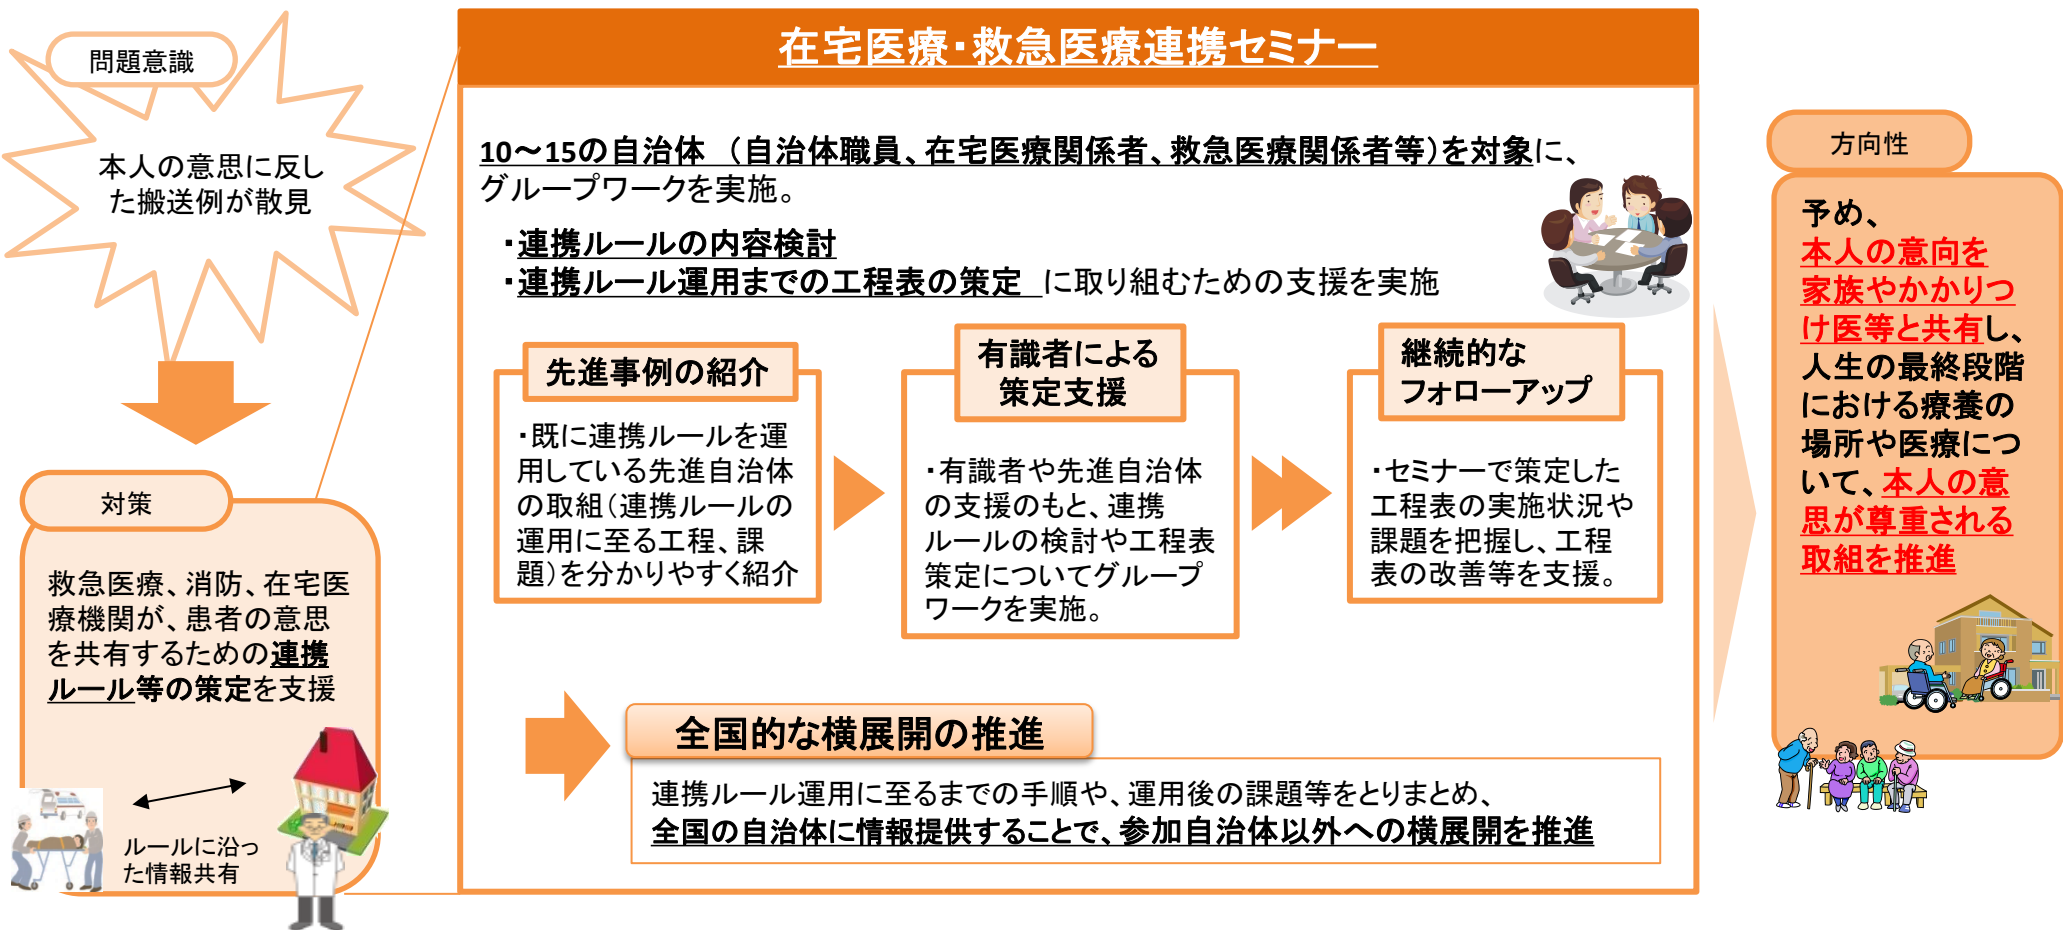 問題意識
本人の意思に反し
た搬送例が散見
対策
救急医療、消防、在宅医
療機関が、患者の意思
を共有するための連携
ルール等の策定を支援
ルールに沿っ
た情報共有
在宅医療・救急医療連携セミナー
10～15の自治体 （自治体職員、在宅医療関係者、救急医療関係者等）を対象に、
グループワークを実施。
・連携ルールの内容検討
・連携ルール運用までの工程表の策定 に取り組むための支援を実施
先進事例の紹介
・既に連携ルールを運
用している先進自治体
の取組（連携ルールの
運用に至る工程、課
題）を分かりやすく紹介
有識者による
策定支援
・有識者や先進自治体
の支援のもと、連携
ルールの検討や工程表
策定についてグループ
ワークを実施。
継続的な
フォローアップ
・セミナーで策定した
工程表の実施状況や
課題を把握し、工程
表の改善等を支援。
全国的な横展開の推進
連携ルール運用に至るまでの手順や、運用後の課題等をとりまとめ、
全国の自治体に情報提供することで、参加自治体以外への横展開を推進
方向性
予め、
本人の意向を
家族やかかりつ
け医等と共有し、
人生の最終段階
における療養の
場所や医療につ
いて、本人の意
思が尊重される
取組を推進